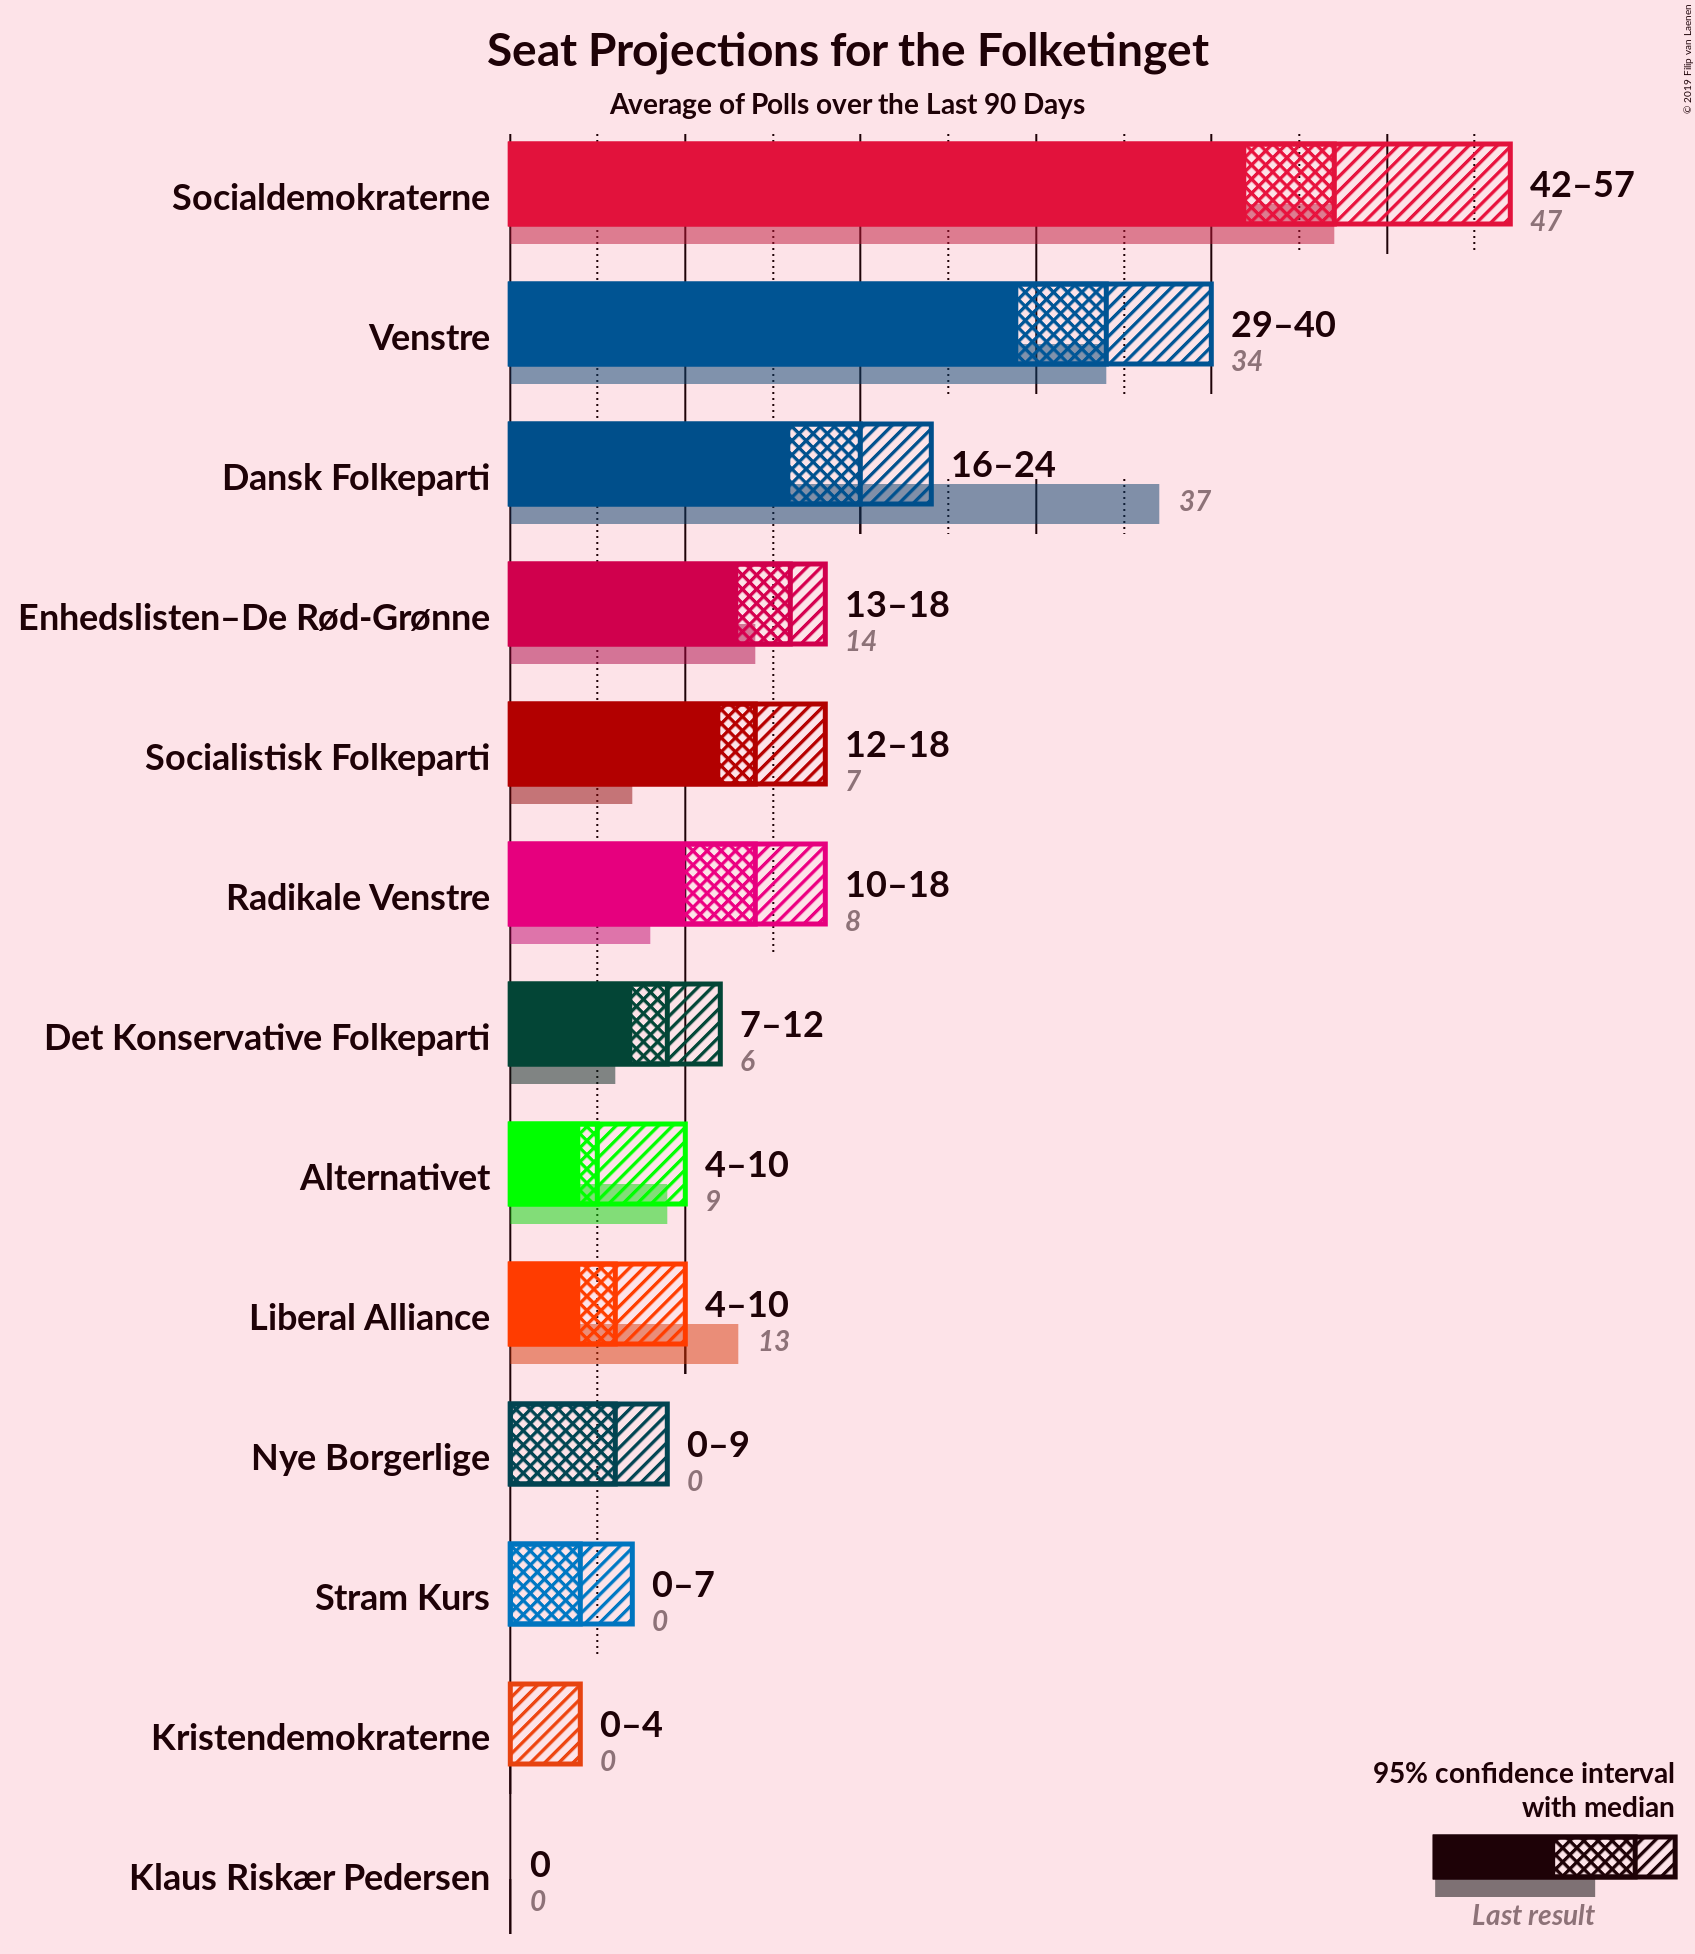 Seat Projections for the Folketinget
Average of Polls over the Last 90 Days
© 2019 Filip van Laenen
Socialdemokraterne
42–57
47
Venstre
29–40
34
Dansk Folkeparti
16–24
37
Enhedslisten–De Rød-Grønne
13–18
14
Socialistisk Folkeparti
12–18
7
Radikale Venstre
10–18
8
Det Konservative Folkeparti
7–12
6
Alternativet
4–10
9
Liberal Alliance
4–10
13
Nye Borgerlige
0–9
0
Stram Kurs
0–7
0
Kristendemokraterne
0–4
0
Klaus Riskær Pedersen
0
0
95% confidence interval
with median
Last result